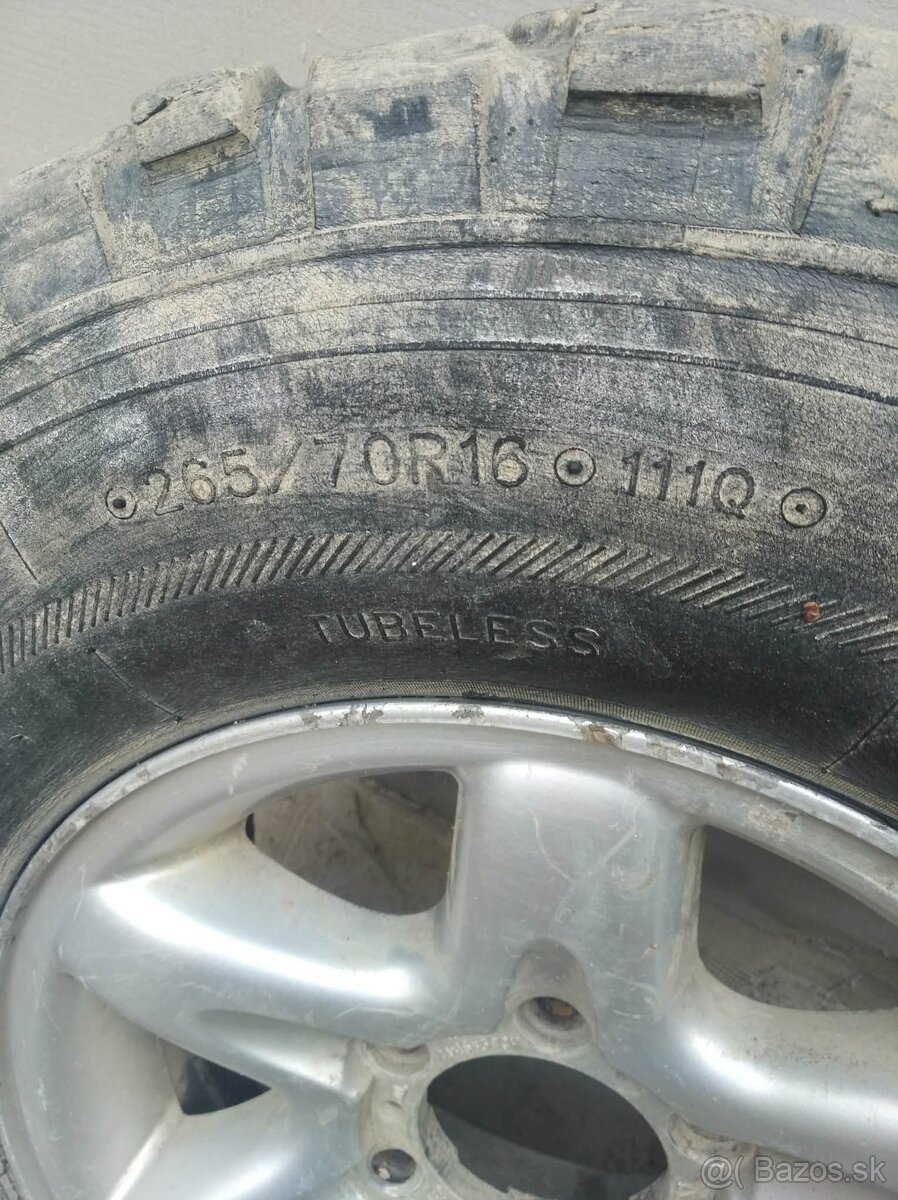 265/70R16 111Q
TUBELESS
@( Bazos.sk